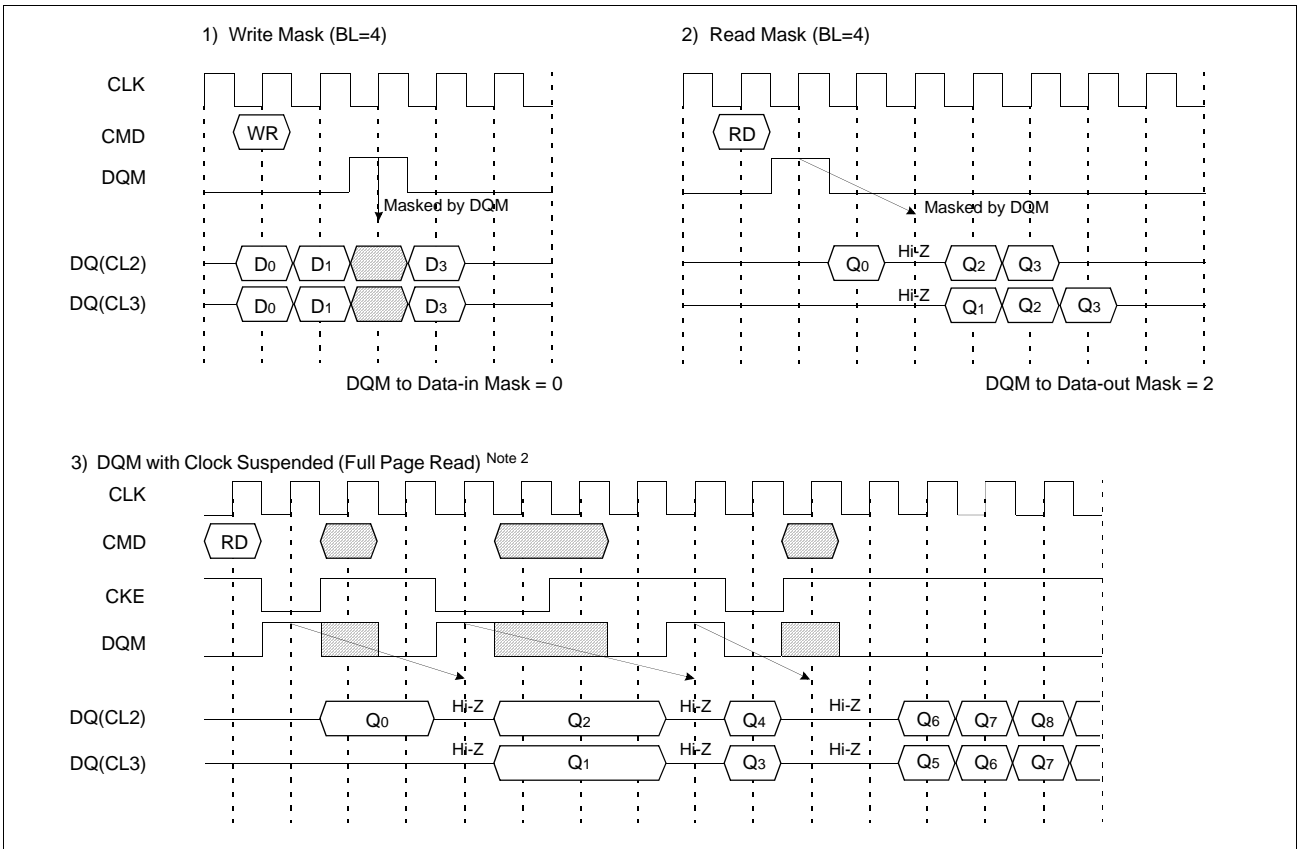 1) Write Mask (BL=4)
2) Read Mask (BL=4)
CLK
CMD
WR
RD
DQM
Masked by DQM
Masked by DQM
DQ(CL2)
D0
D1
D3
Q0
Hi-Z
Q2
Q3
DQ(CL3)
D0
D1
D3
Hi-Z
Q1
Q2
Q3
DQM to Data-in Mask = 0
DQM to Data-out Mask = 2
3) DQM with Clock Suspended (Full Page Read) Note 2
CLK
CMD
RD
CKE
DQM
DQ(CL2)
Q0
Hi-Z
Q2
Hi-Z
Q4
Hi-Z
Q6
Q7
Q8
DQ(CL3)
Hi-Z
Q1
Hi-Z
Q3
Hi-Z
Q5
Q6
Q7